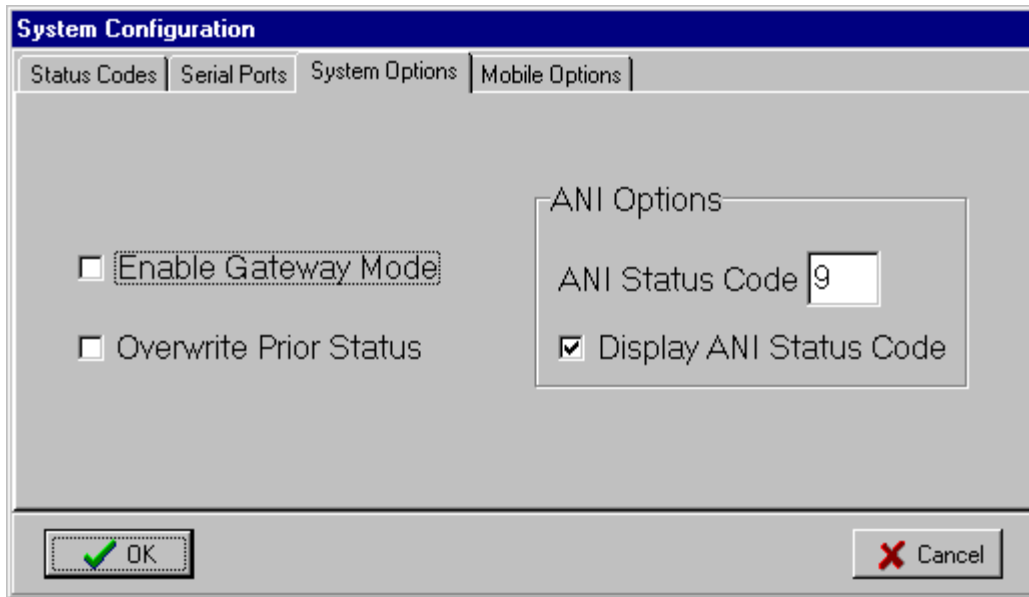 System Configuration
Status Codes Serial Ports System Options Mobile Options
ANI Options
Enable Gateway Mode
ANI Status Code 9
Overwrite Prior Status
Display ANI Status Code
OK
Cancel